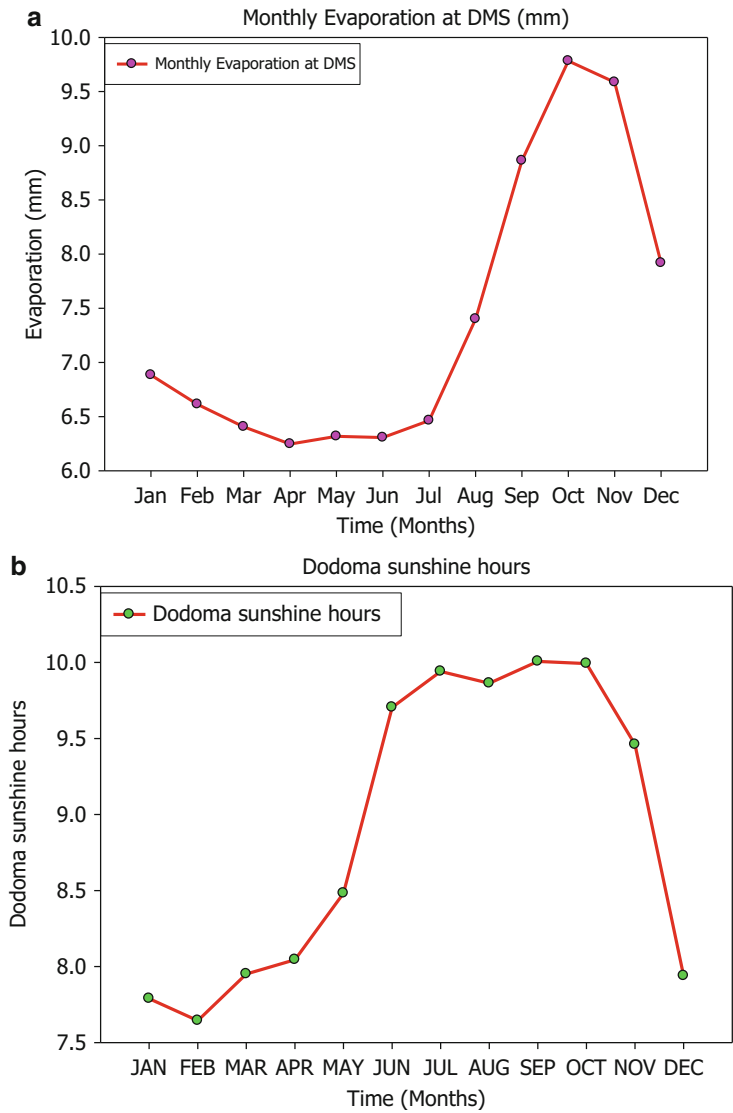 a
Monthly Evaporation at DMS (mm)
Monthly Evaporation at DMS
Evaporation (mm)
10.0
9.5
9.0
8.5
8.0
7.5
7.0
6.5
6.0
Jan Feb Mar Apr May Jun Jul Aug Sep Oct Nov Dec
Time (Months)
b
Dodoma sunshine hours
Dodoma sunshine hours
Dodoma sunshine hours
10.5
10.0
9.5
9.0
8.5
8.0
7.5
JAN FEB MAR APR MAY JUN JUL AUG SEP OCT NOV DEC
Time (Months)